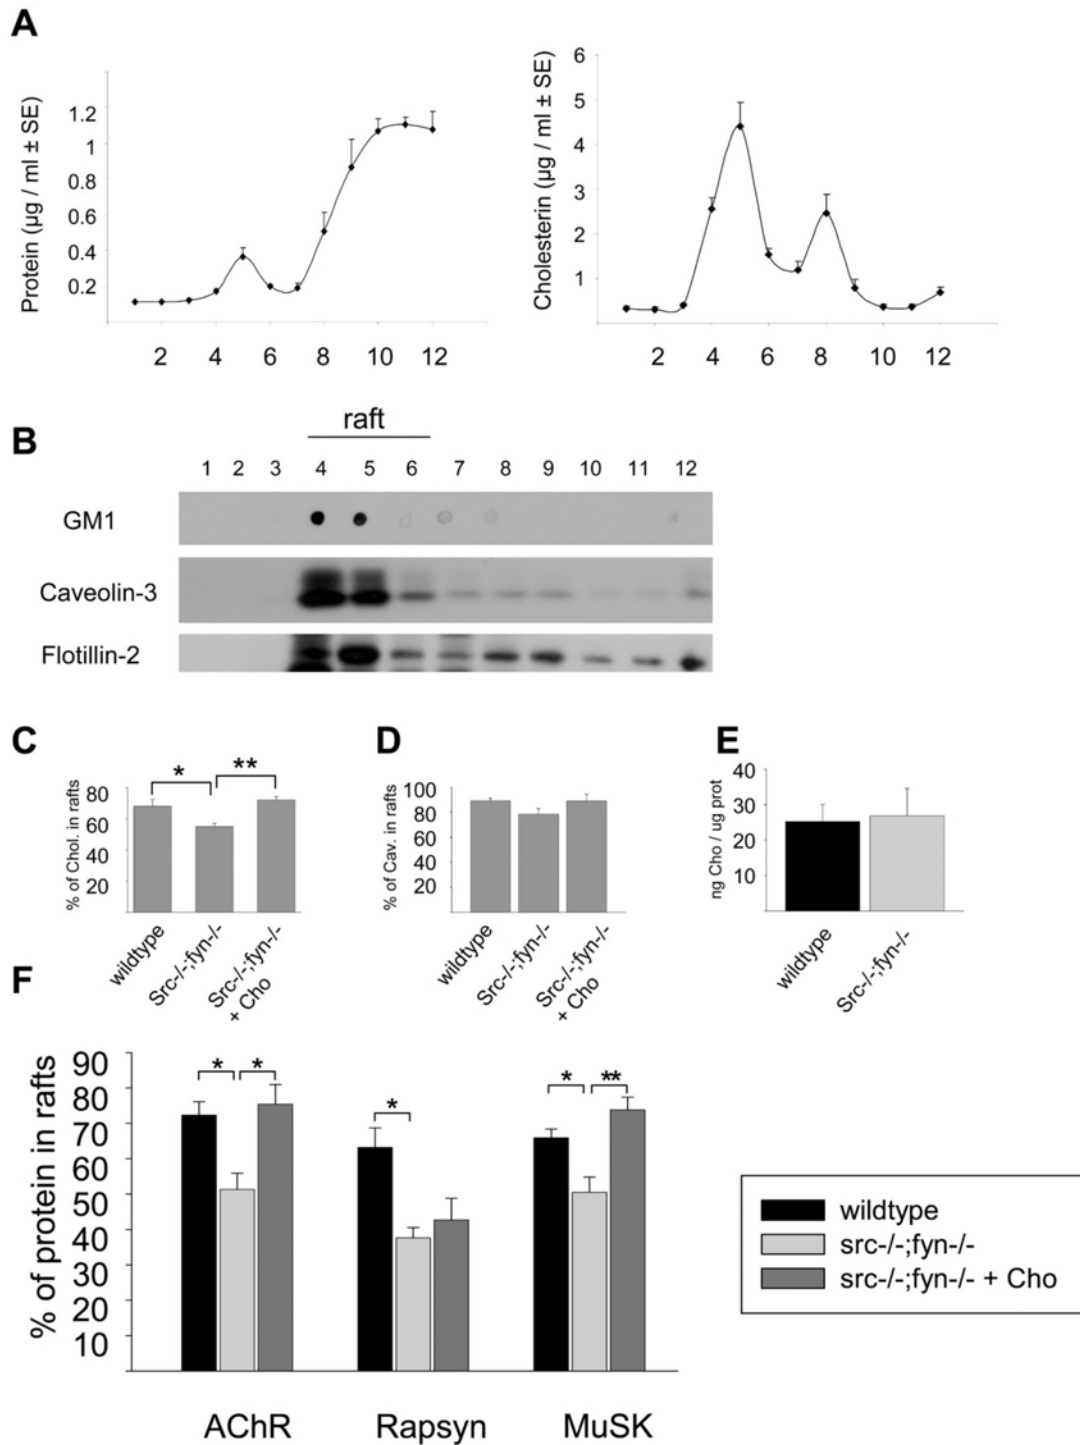 A
Protein (µg / ml ± SE)
1.2
1
0.8
0.6
0.4
0.2
2 4 6 8 10 12
Cholesterin (µg / ml ± SE)
6
5
4
3
2
1
2 4 6 8 10 12
B
raft
1 2 3 4 5 6 7 8 9 10 11 12
GM1
Caveolin-3
Flotillin-2
C
% of Chol. in rafts
80
60
40
20
* **
wildtype
Src-/-;fyn-/-
Src-/-;fyn-/-
+ Cho
D
% of Cav. in rafts
100
80
60
40
20
wildtype
Src-/-;fyn-/-
Src-/-;fyn-/-
+ Cho
E
ng Cho / ug prot
40
30
20
10
wildtype
Src-/-;fyn-/-
F
% of protein in rafts
90
80
70
60
50
40
30
20
10
* * * * **
AChR Rapsyn MuSK
wildtype
src-/-;fyn-/-
src-/-;fyn-/- + Cho